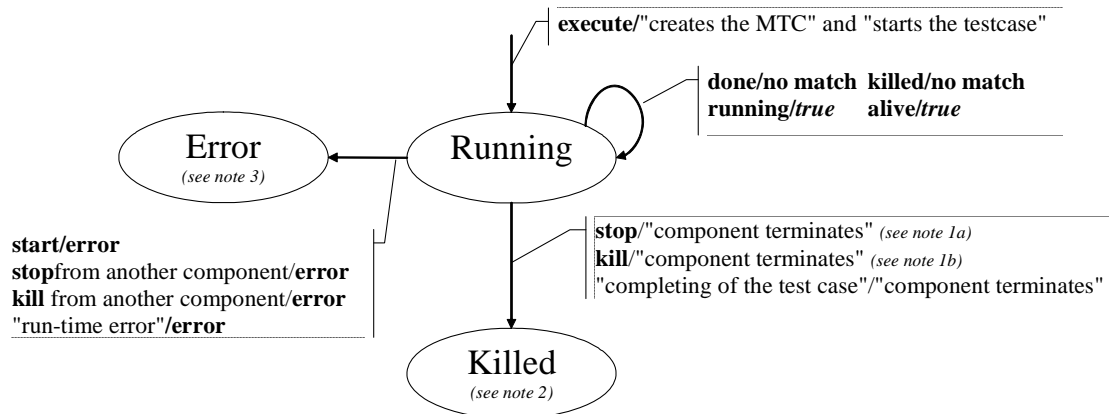 execute/"creates the MTC" and "starts the testcase"
done/no match killed/no match
running/true alive/true
Error
(see note 3)
Running
start/error
stopfrom another component/error
kill from another component/error
"run-time error"/error
stop/"component terminates" (see note 1a)
kill/"component terminates" (see note 1b)
"completing of the test case"/"component terminates"
Killed
(see note 2)